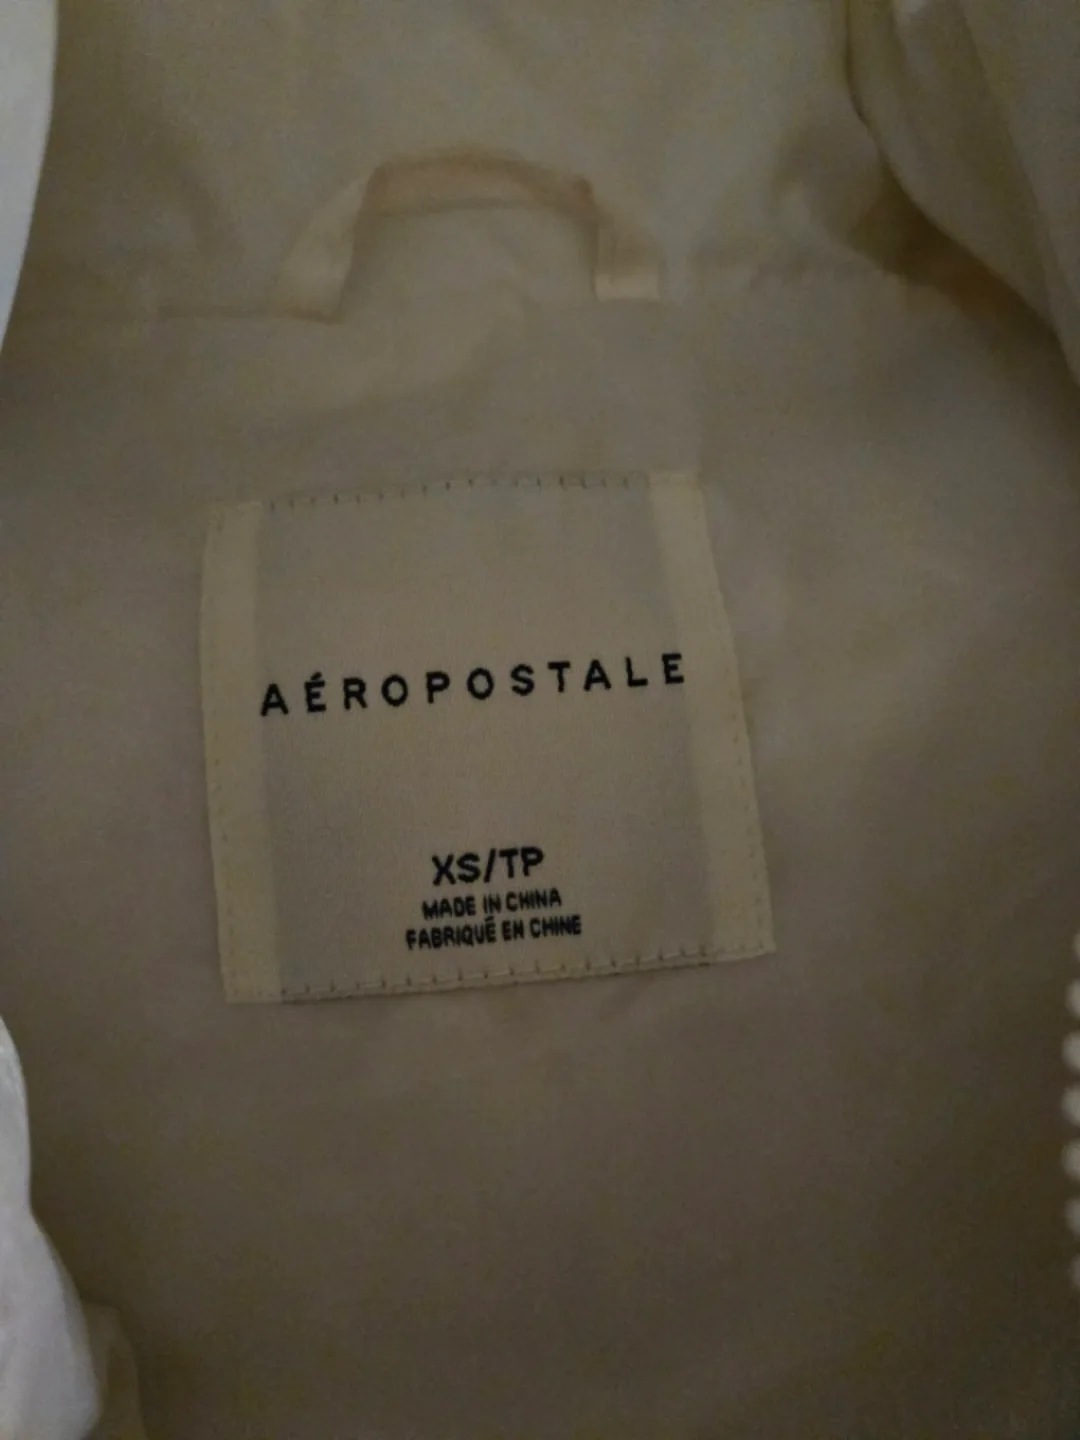 AÉROPOSTALE
XS/TP
MADE IN CHINA
FABRIQUÉ EN CHINE